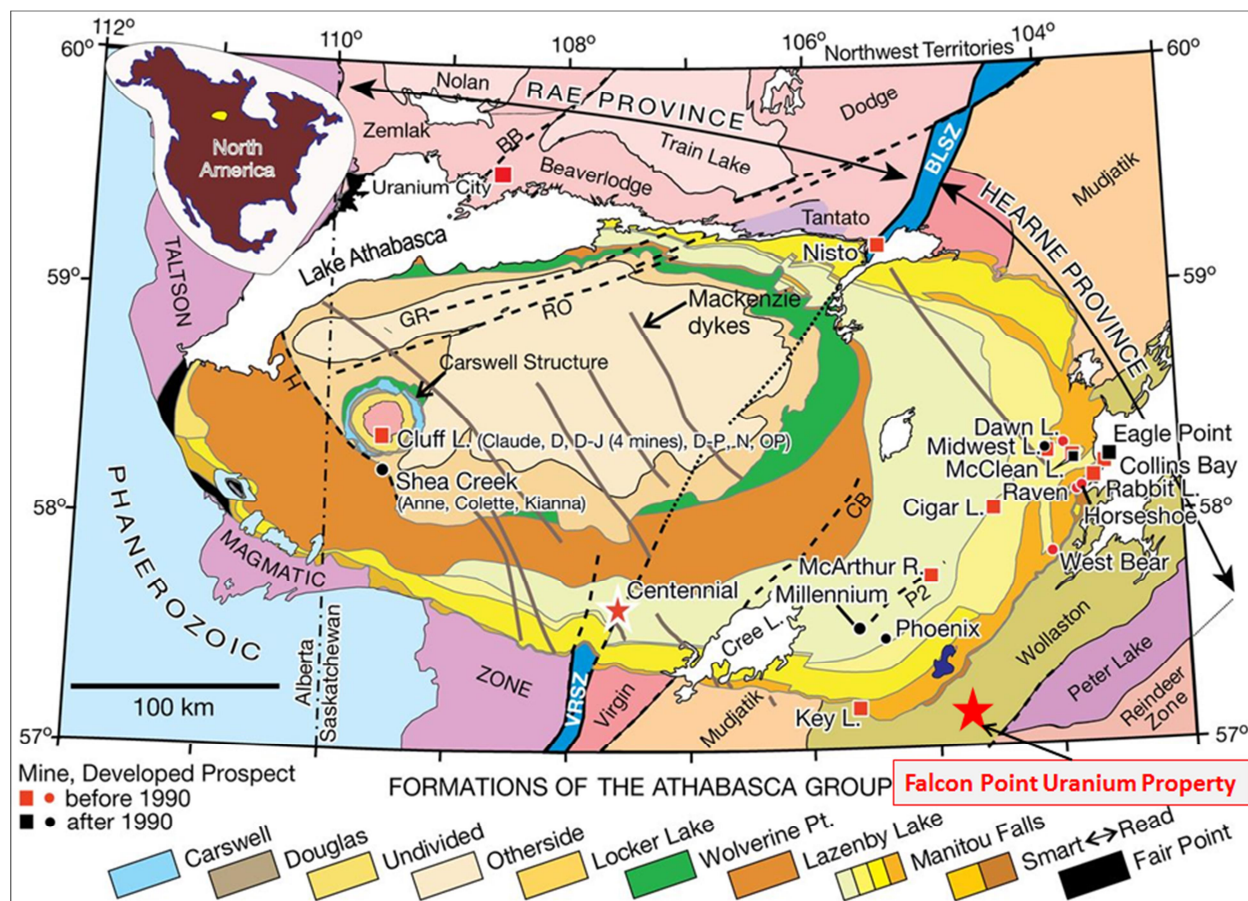 112°
110°
108°
106°
104°
60°
60°
Northwest Territories
Nolan
RAE PROVINCE
Dodge
Zemlak
BB
Train Lake
BLSZ
North
America
Uranium City
Beaverlodge
Mudjatik
Tantato
HEARNE PROVINCE
TALTSON
Lake Athabasca
Nisto
59°
59°
GR
RO
Mackenzie
dykes
Carswell Structure
H
Cluff L. (Claude, D, D-J (4 mines), D-P, N, OP)
Shea Creek
(Anne, Colette, Kianna)
Dawn L.
Midwest L.
McClean L.
Raven
Eagle Point
Collins Bay
Rabbit L.
Horseshoe
58°
58°
Cigar L.
CB
West Bear
PHANEROZOIC
MAGMATIC
McArthur R.
Millennium
P2
Centennial
Phoenix
Cree L.
Wollaston
Peter Lake
Reindeer
Zone
Alberta
Saskatchewan
100 km
ZONE
VRSZ
Virgin
Mudjatik
Key L.
57°
57°
Mine, Developed Prospect
before 1990
after 1990
FORMATIONS OF THE ATHABASCA GROUP
Falcon Point Uranium Property
Carswell
Douglas
Undivided
Otherside
Locker Lake
Wolverine Pt.
Lazenby Lake
Manitou Falls
Smart↔Read
Fair Point